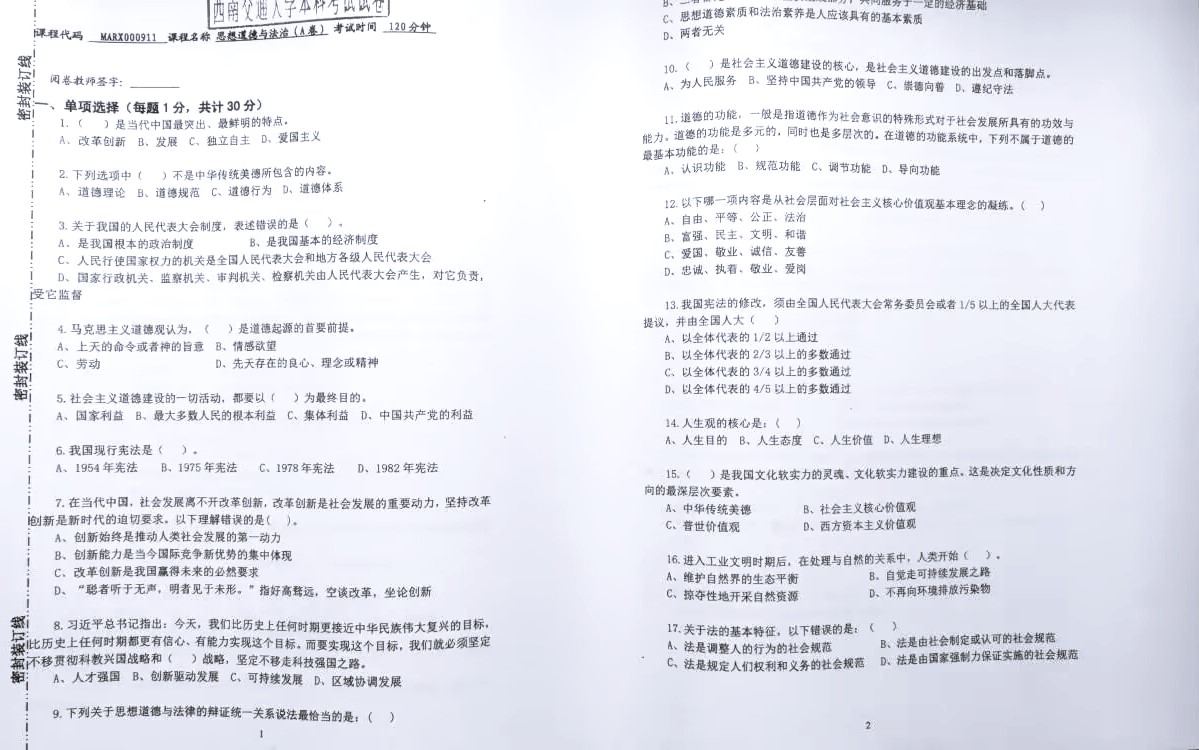 西南交通大学本科考试试卷
课程代码 MARX000911 课程名称 思想道德与法治(A卷) 考试时间 120分钟
阅卷教师签字:
一、单项选择(每题1分,共计30分)
1.( )是当代中国最突出、最鲜明的特点。
A、改革创新 B、发展 C、独立自主 D、爱国主义
2.下列选项中( )不是中华传统美德所包含的内容。
A、道德理论 B、道德规范 C、道德行为 D、道德体系
3.关于我国的人民代表大会制度,表述错误的是( )。
A、是我国根本的政治制度 B、是我国基本的经济制度
C、人民行使国家权力的机关是全国人民代表大会和地方各级人民代表大会
D、国家行政机关、监察机关、审判机关、检察机关由人民代表大会产生,对它负责,
受它监督
4.马克思主义道德观认为,( )是道德起源的首要前提。
A、上天的命令或者神的旨意 B、情感欲望
C、劳动 D、先天存在的良心、理念或精神
5.社会主义道德建设的一切活动,都要以( )为最终目的。
A、国家利益 B、最大多数人民的根本利益 C、集体利益 D、中国共产党的利益
6.我国现行宪法是( )。
A、1954年宪法 B、1975年宪法 C、1978年宪法 D、1982年宪法
7.在当代中国,社会发展离不开改革创新,改革创新是社会发展的重要动力,坚持改革
创新是新时代的迫切要求。以下理解错误的是( )。
A、创新始终是推动人类社会发展的第一动力
B、创新能力是当今国际竞争新优势的集中体现
C、改革创新是我国赢得未来的必然要求
D、“聪者听于无声,明者见于未形。”指好高骛远,空谈改革,坐论创新
8.习近平总书记指出:今天,我们比历史上任何时期更接近中华民族伟大复兴的目标,
比历史上任何时期都更有信心、有能力实现这个目标。而要实现这个目标,我们就必须坚定
不移贯彻科教兴国战略和( )战略,坚定不移走科技强国之路。
A、人才强国 B、创新驱动发展 C、可持续发展 D、区域协调发展
9.下列关于思想道德与法律的辩证统一关系说法最恰当的是:( )
1
密封装订线
密封装订线
密封装订线
共同服务于一定的经济基础
C、思想道德素质和法治素养是人应该具有的基本素质
D、两者无关
10.( )是社会主义道德建设的核心,是社会主义道德建设的出发点和落脚点。
A、为人民服务 B、坚持中国共产党的领导 C、崇德向善 D、遵纪守法
11.道德的功能,一般是指道德作为社会意识的特殊形式对于社会发展所具有的功效与
能力。道德的功能是多元的,同时也是多层次的。在道德的功能系统中,下列不属于道德的
最基本功能的是:( )
A、认识功能 B、规范功能 C、调节功能 D、导向功能
12.以下哪一项内容是从社会层面对社会主义核心价值观基本理念的凝练。( )
A、自由、平等、公正、法治
B、富强、民主、文明、和谐
C、爱国、敬业、诚信、友善
D、忠诚、执着、敬业、爱岗
13.我国宪法的修改,须由全国人民代表大会常务委员会或者1/5以上的全国人大代表
提议,并由全国人大( )
A、以全体代表的1/2以上通过
B、以全体代表的2/3以上的多数通过
C、以全体代表的3/4以上的多数通过
D、以全体代表的4/5以上的多数通过
14.人生观的核心是:( )
A、人生目的 B、人生态度 C、人生价值 D、人生理想
15.( )是我国文化软实力的灵魂、文化软实力建设的重点。这是决定文化性质和方
向的最深层次要素。
A、中华传统美德 B、社会主义核心价值观
C、普世价值观 D、西方资本主义价值观
16.进入工业文明时期后,在处理与自然的关系中,人类开始( )。
A、维护自然界的生态平衡 B、自觉走可持续发展之路
C、掠夺性地开采自然资源 D、不再向环境排放污染物
17.关于法的基本特征,以下错误的是:( )
A、法是调整人的行为的社会规范 B、法是由社会制定或认可的社会规范
C、法是规定人们权利和义务的社会规范 D、法是由国家强制力保证实施的社会规范
2